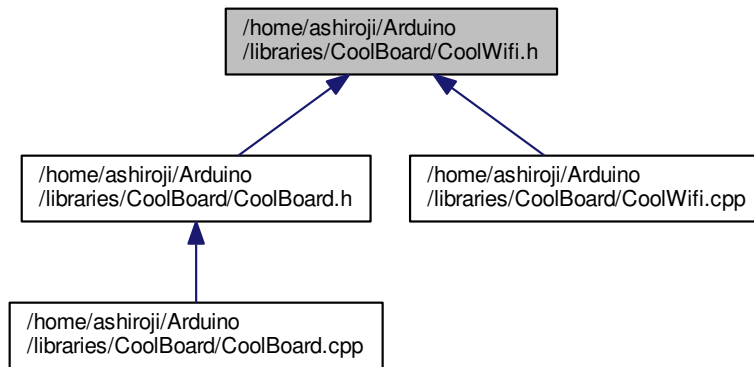 /home/ashiroji/Arduino
/libraries/CoolBoard/CoolWifi.h
/home/ashiroji/Arduino
/libraries/CoolBoard/CoolBoard.h
/home/ashiroji/Arduino
/libraries/CoolBoard/CoolWifi.cpp
/home/ashiroji/Arduino
/libraries/CoolBoard/CoolBoard.cpp